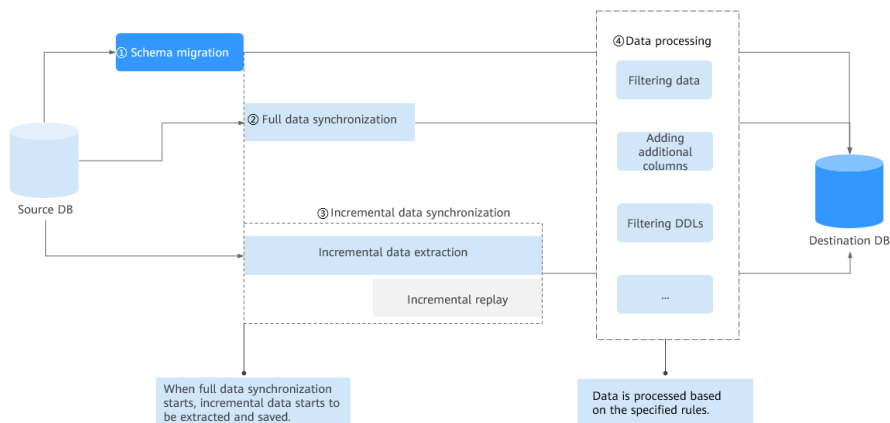 ① Schema migration
④Data processing
Filtering data
② Full data synchronization
Adding
additional
columns
Source DB
③ Incremental data synchronization
Filtering DDLs
Destination DB
Incremental data extraction
Incremental replay
...
When full data synchronization
starts, incremental data starts to
be extracted and saved.
Data is processed based
on the specified rules.